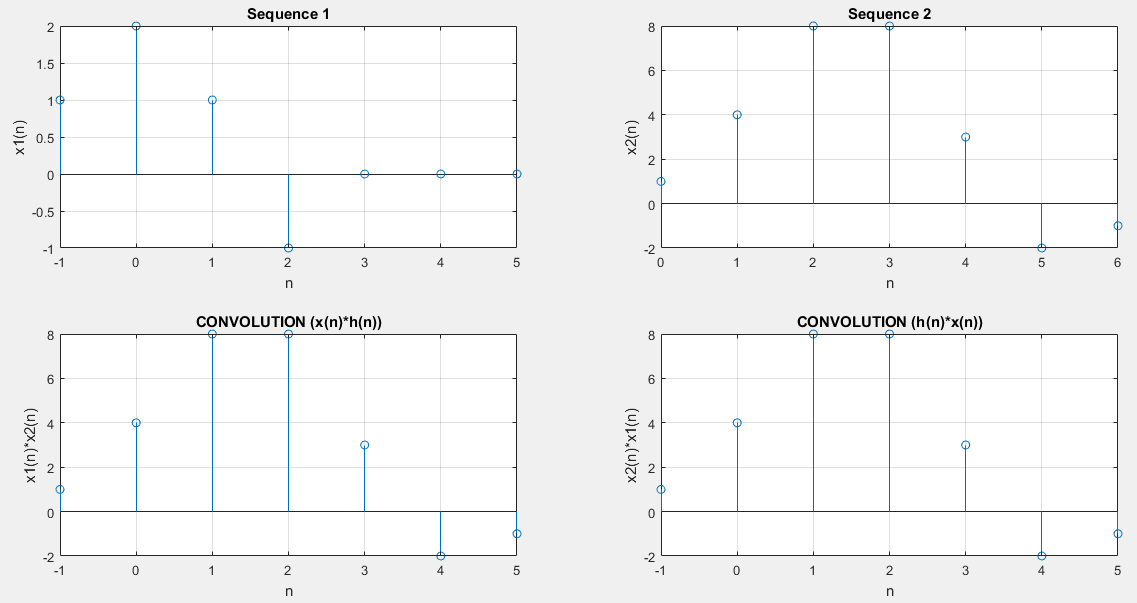 Sequence 1
2
1.5
1
0.5
0
-0.5
-1
x1(n)
-1 0 1 2 3 4 5
n
Sequence 2
8
6
4
2
0
-2
x2(n)
0 1 2 3 4 5 6
n
CONVOLUTION (x(n)*h(n))
8
6
4
2
0
-2
x1(n)*x2(n)
-1 0 1 2 3 4 5
n
CONVOLUTION (h(n)*x(n))
8
6
4
2
0
-2
x2(n)*x1(n)
-1 0 1 2 3 4 5
n